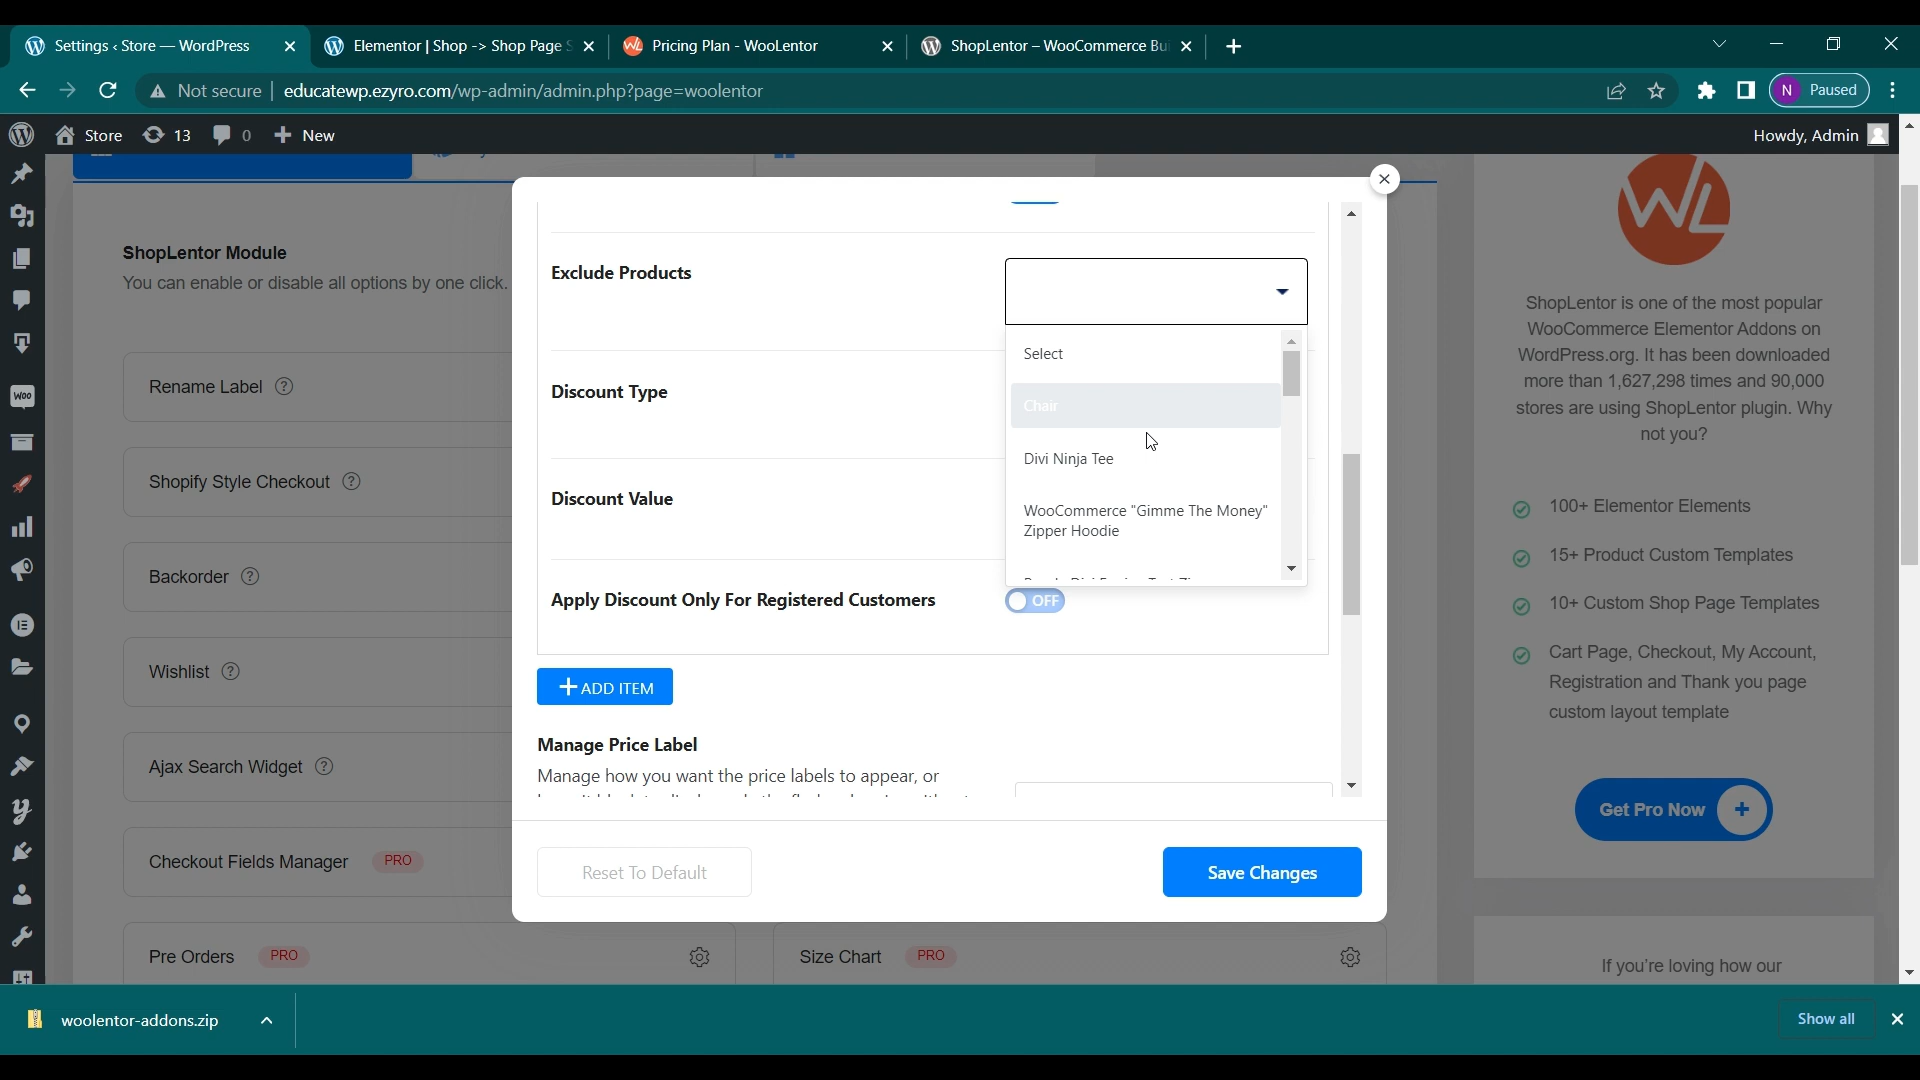 Settings ‹ Store — WordPress
Elementor | Shop -> Shop Page S
Pricing Plan - WooLentor
ShopLentor – WooCommerce Bu
Not secure
educatewp.ezyro.com/wp-admin/admin.php?page=woolentor
N Paused
Store
13
0
New
Howdy, Admin
ShopLentor Module
You can enable or disable all options by one click.
Rename Label ?
Shopify Style Checkout ?
Backorder ?
Wishlist ?
Ajax Search Widget ?
Checkout Fields Manager PRO
Pre Orders PRO
Size Chart PRO
Exclude Products
Select
Chair
Divi Ninja Tee
WooCommerce "Gimme The Money"
Zipper Hoodie
Discount Type
Discount Value
Apply Discount Only For Registered Customers
OFF
+ ADD ITEM
Manage Price Label
Manage how you want the price labels to appear, or
Reset To Default
Save Changes
WL
ShopLentor is one of the most popular
WooCommerce Elementor Addons on
WordPress.org. It has been downloaded
more than 1,627,298 times and 90,000
stores are using ShopLentor plugin. Why
not you?
100+ Elementor Elements
15+ Product Custom Templates
10+ Custom Shop Page Templates
Cart Page, Checkout, My Account,
Registration and Thank you page
custom layout template
Get Pro Now +
If you're loving how our
woolentor-addons.zip
Show all